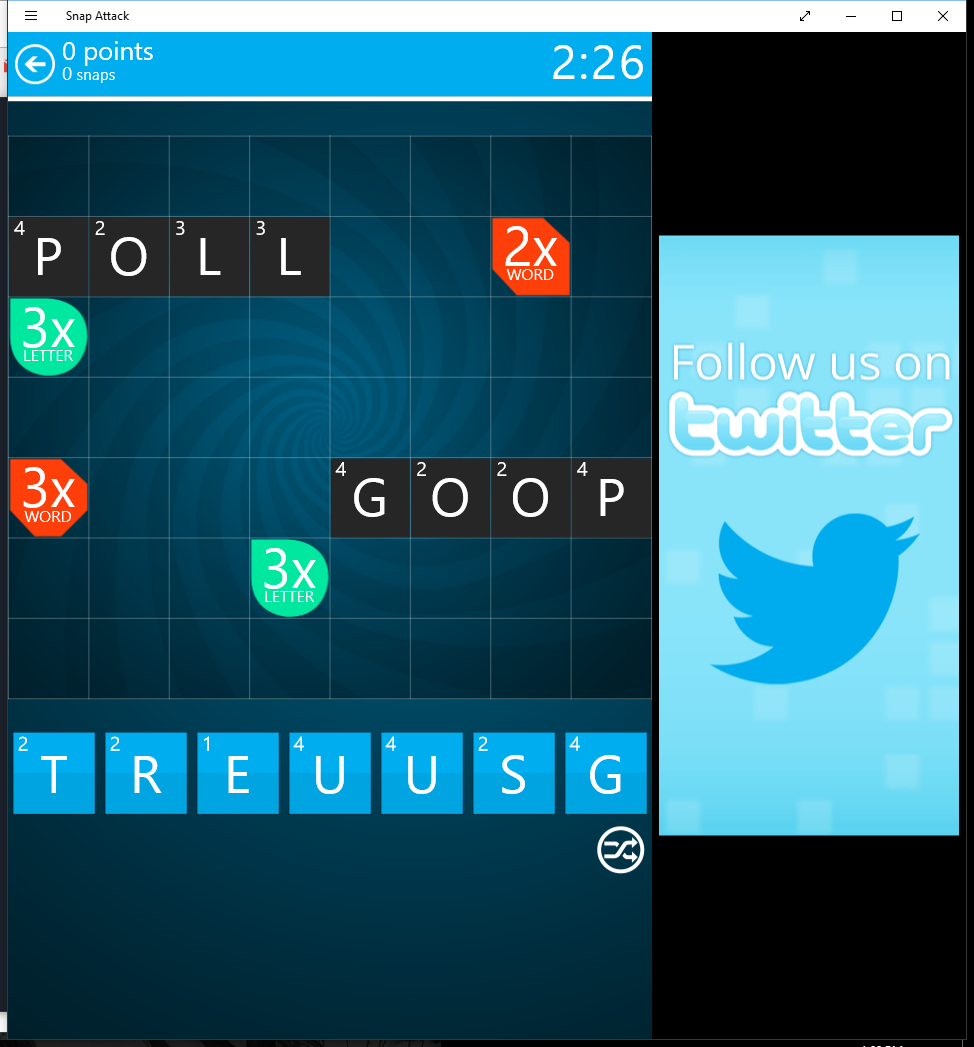 Snap Attack
0 points
0 snaps
2:26
4 P 2 O 3 L 3 L
2x
WORD
3x
LETTER
3x
WORD
4 G 2 O 2 O 4 P
3x
LETTER
2 T 2 R 1 E 4 U 4 U 2 S 4 G
Follow us on
twitter